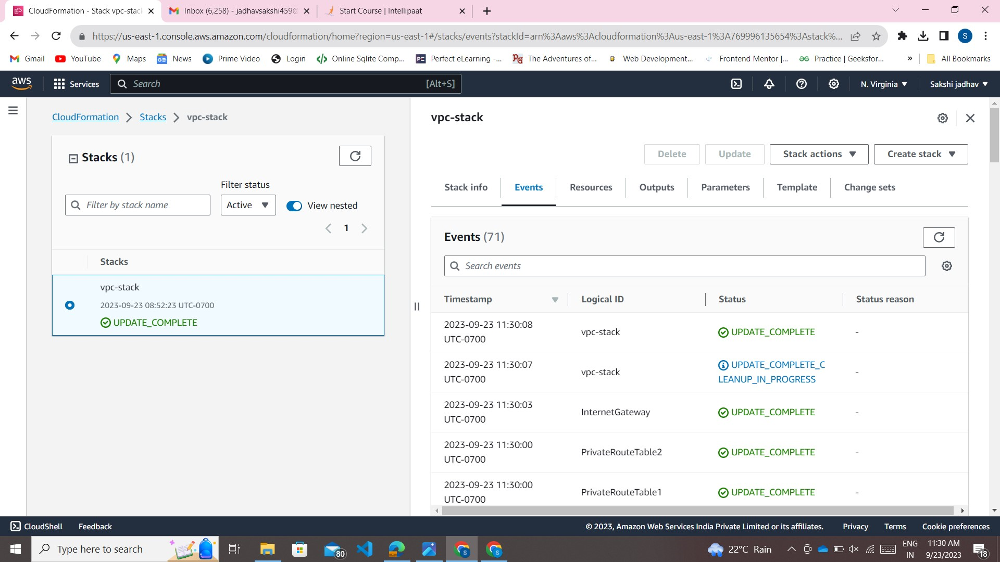 CloudFormation - Stack vpc-stack
Inbox (6,258) - jadhavsakshi459@
Start Course | Intellipaat
https://us-east-1.console.aws.amazon.com/cloudformation/home?region=us-east-1#/stacks/events?stackId=arn%3Aaws%3Acloudformation%3Aus-east-1%3A769996135654%3Astack%...
S
Gmail
YouTube
Maps
News
Prime Video
Login
Online Sqlite Comp...
Perfect eLearning -...
The Adventures of...
Web Development...
Frontend Mentor |...
Practice | Geeksfor...
»
All Bookmarks
aws
Services
Search
[Alt+S]
N. Virginia
Sakshi jadhav
CloudFormation
Stacks
vpc-stack
Stacks (1)
Filter status
Filter by stack name
Active
View nested
1
Stacks
vpc-stack
2023-09-23 08:52:23 UTC-0700
UPDATE_COMPLETE
vpc-stack
Delete
Update
Stack actions
Create stack
Stack info
Events
Resources
Outputs
Parameters
Template
Change sets
Events (71)
Search events
Timestamp
Logical ID
Status
Status reason
2023-09-23 11:30:08
UTC-0700
vpc-stack
UPDATE_COMPLETE
-
2023-09-23 11:30:07
UTC-0700
vpc-stack
UPDATE_COMPLETE_C
LEANUP_IN_PROGRESS
-
2023-09-23 11:30:03
UTC-0700
InternetGateway
UPDATE_COMPLETE
-
2023-09-23 11:30:00
UTC-0700
PrivateRouteTable2
UPDATE_COMPLETE
-
2023-09-23 11:30:00
UTC-0700
PrivateRouteTable1
UPDATE_COMPLETE
-
CloudShell
Feedback
© 2023, Amazon Web Services India Private Limited or its affiliates.
Privacy
Terms
Cookie preferences
Type here to search
80
22°C Rain
ENG
IN
11:30 AM
9/23/2023
18